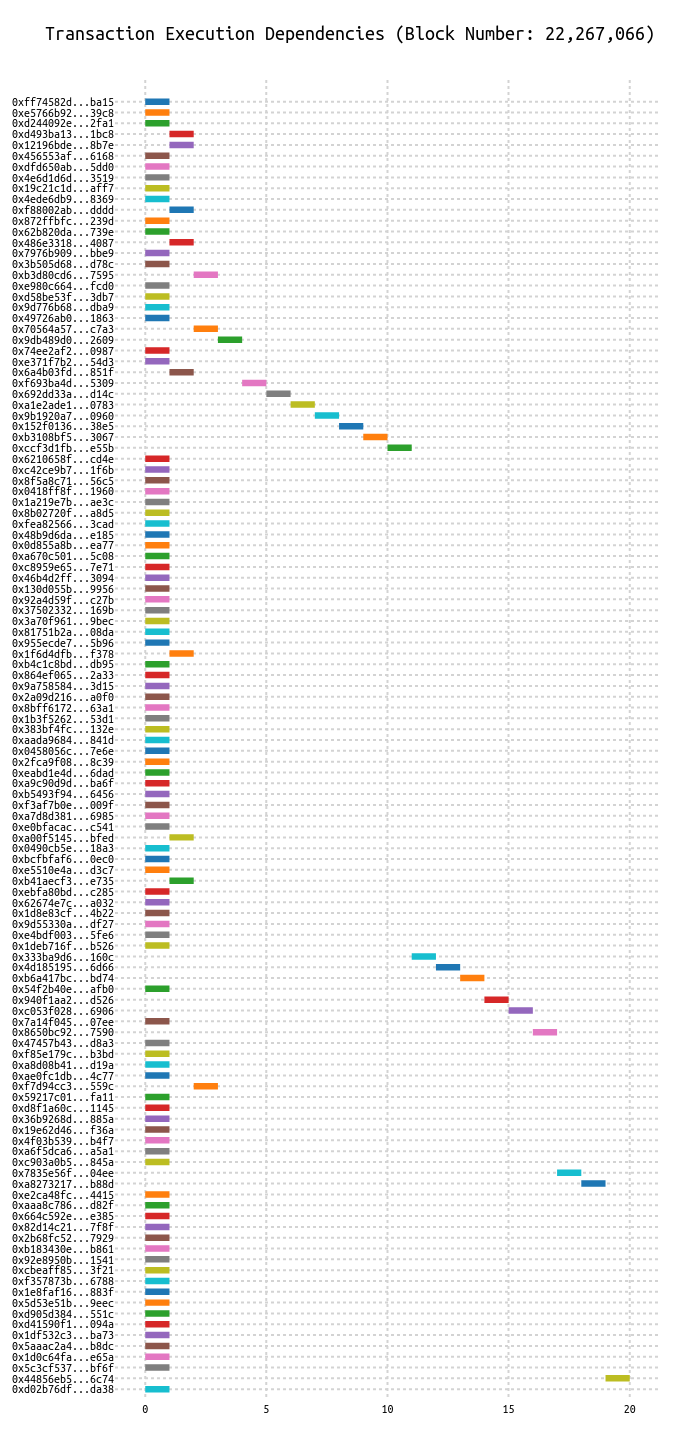 Transaction Execution Dependencies (Block Number: 22,267,066)
0xff74582d...ba15
0xe5766b92...39c8
0xd244092e...2fa1
0xd493ba13...1bc8
0x12196bde...8b7e
0x456553af...6168
0xdfd650ab...5dd0
0x4e6d1d6d...3519
0x19c21c1d...aff7
0x4ede6db9...8369
0xf88002ab...dddd
0x872ffbfc...239d
0x62b820da...739e
0x486e3318...4087
0x7976b909...bbe9
0x3b505d68...d78c
0xb3d80cd6...7595
0xe980c664...fcd0
0xd58be53f...3db7
0x9d776b68...dba9
0x49726ab0...1863
0x70564a57...c7a3
0x9db489d0...2609
0x74ee2af2...0987
0xe371f7b2...54d3
0x6a4b03fd...851f
0xf693ba4d...5309
0x692dd33a...d14c
0xa1e2ade1...0783
0x9b1920a7...0960
0x152f0136...38e5
0xb3108bf5...3067
0xccf3d1fb...e55b
0x6210658f...cd4e
0xc42ce9b7...1f6b
0x8f5a8c71...56c5
0x0418ff8f...1960
0x1a219e7b...ae3c
0x8b02720f...a8d5
0xfea82566...3cad
0x48b9d6da...e185
0x0d855a8b...ea77
0xa670c501...5c08
0xc8959e65...7e71
0x46b4d2ff...3094
0x130d055b...9956
0x92a4d59f...c27b
0x37502332...169b
0x3a70f961...9bec
0x81751b2a...08da
0x955ecde7...5b96
0x1f6d4dfb...f378
0xb4c1c8bd...db95
0x864ef065...2a33
0x9a758584...3d15
0x2a09d216...a0f0
0x8bff6172...63a1
0x1b3f5262...53d1
0x383bf4fc...132e
0xaada9684...841d
0x0458056c...7e6e
0x2fca9f08...8c39
0xeabd1e4d...6dad
0xa9c90d9d...ba6f
0xb5493f94...6456
0xf3af7b0e...009f
0xa7d8d381...6985
0xe0bfacac...c541
0xa00f5145...bfed
0x0490cb5e...18a3
0xbcfbfaf6...0ec0
0xe5510e4a...d3c7
0xb41aecf3...e735
0xebfa80bd...c285
0x62674e7c...a032
0x1d8e83cf...4b22
0x9d55330a...df27
0xe4bdf003...5fe6
0x1deb716f...b526
0x333ba9d6...160c
0x4d185195...6d66
0xb6a417bc...bd74
0x54f2b40e...afb0
0x940f1aa2...d526
0xc053f028...6906
0x7a14f045...07ee
0x8650bc92...7590
0x47457b43...d8a3
0xf85e179c...b3bd
0xa8d08b41...d19a
0xae0fc1db...4c77
0xf7d94cc3...559c
0x59217c01...fa11
0xd8f1a60c...1145
0x36b9268d...885a
0x19e62d46...f36a
0x4f03b539...b4f7
0xa6f5dca6...a5a1
0xc903a0b5...845a
0x7835e56f...04ee
0xa8273217...b88d
0xe2ca48fc...4415
0xaaa8c786...d82f
0x664c592e...e385
0x82d14c21...7f8f
0x2b68fc52...7929
0xb183430e...b861
0x92e8950b...1541
0xcbeaff85...3f21
0xf357873b...6788
0x1e8faf16...883f
0x5d53e51b...9eec
0xd905d384...551c
0xd41590f1...094a
0x1df532c3...ba73
0x5aaac2a4...b8dc
0x1d0c64fa...e65a
0x5c3cf537...bf6f
0x44856eb5...6c74
0xd02b76df...da38
0 5 10 15 20